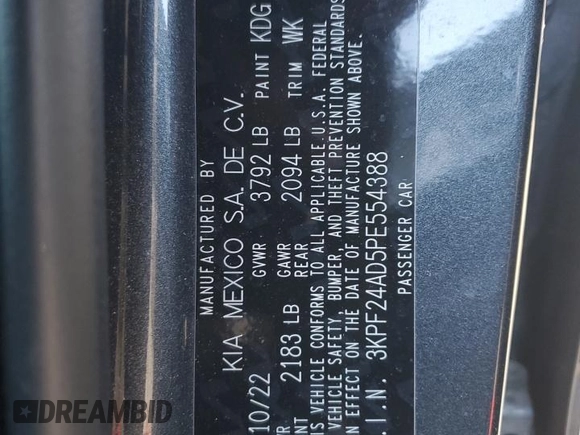 MANUFACTURED BY
KIA MEXICO S.A. DE C.V.
10/22 GVWR 3792 LB PAINT KDG
2183 LB GAWR REAR 2094 LB TRIM WK
IS VEHICLE CONFORMS TO ALL APPLICABLE U.S.A. FEDERAL
VEHICLE SAFETY, BUMPER, AND THEFT PREVENTION STANDARDS
IN EFFECT ON THE DATE OF MANUFACTURE SHOWN ABOVE.
.I.N. 3KPF24AD5PE554388
PASSENGER CAR
DREAMBID